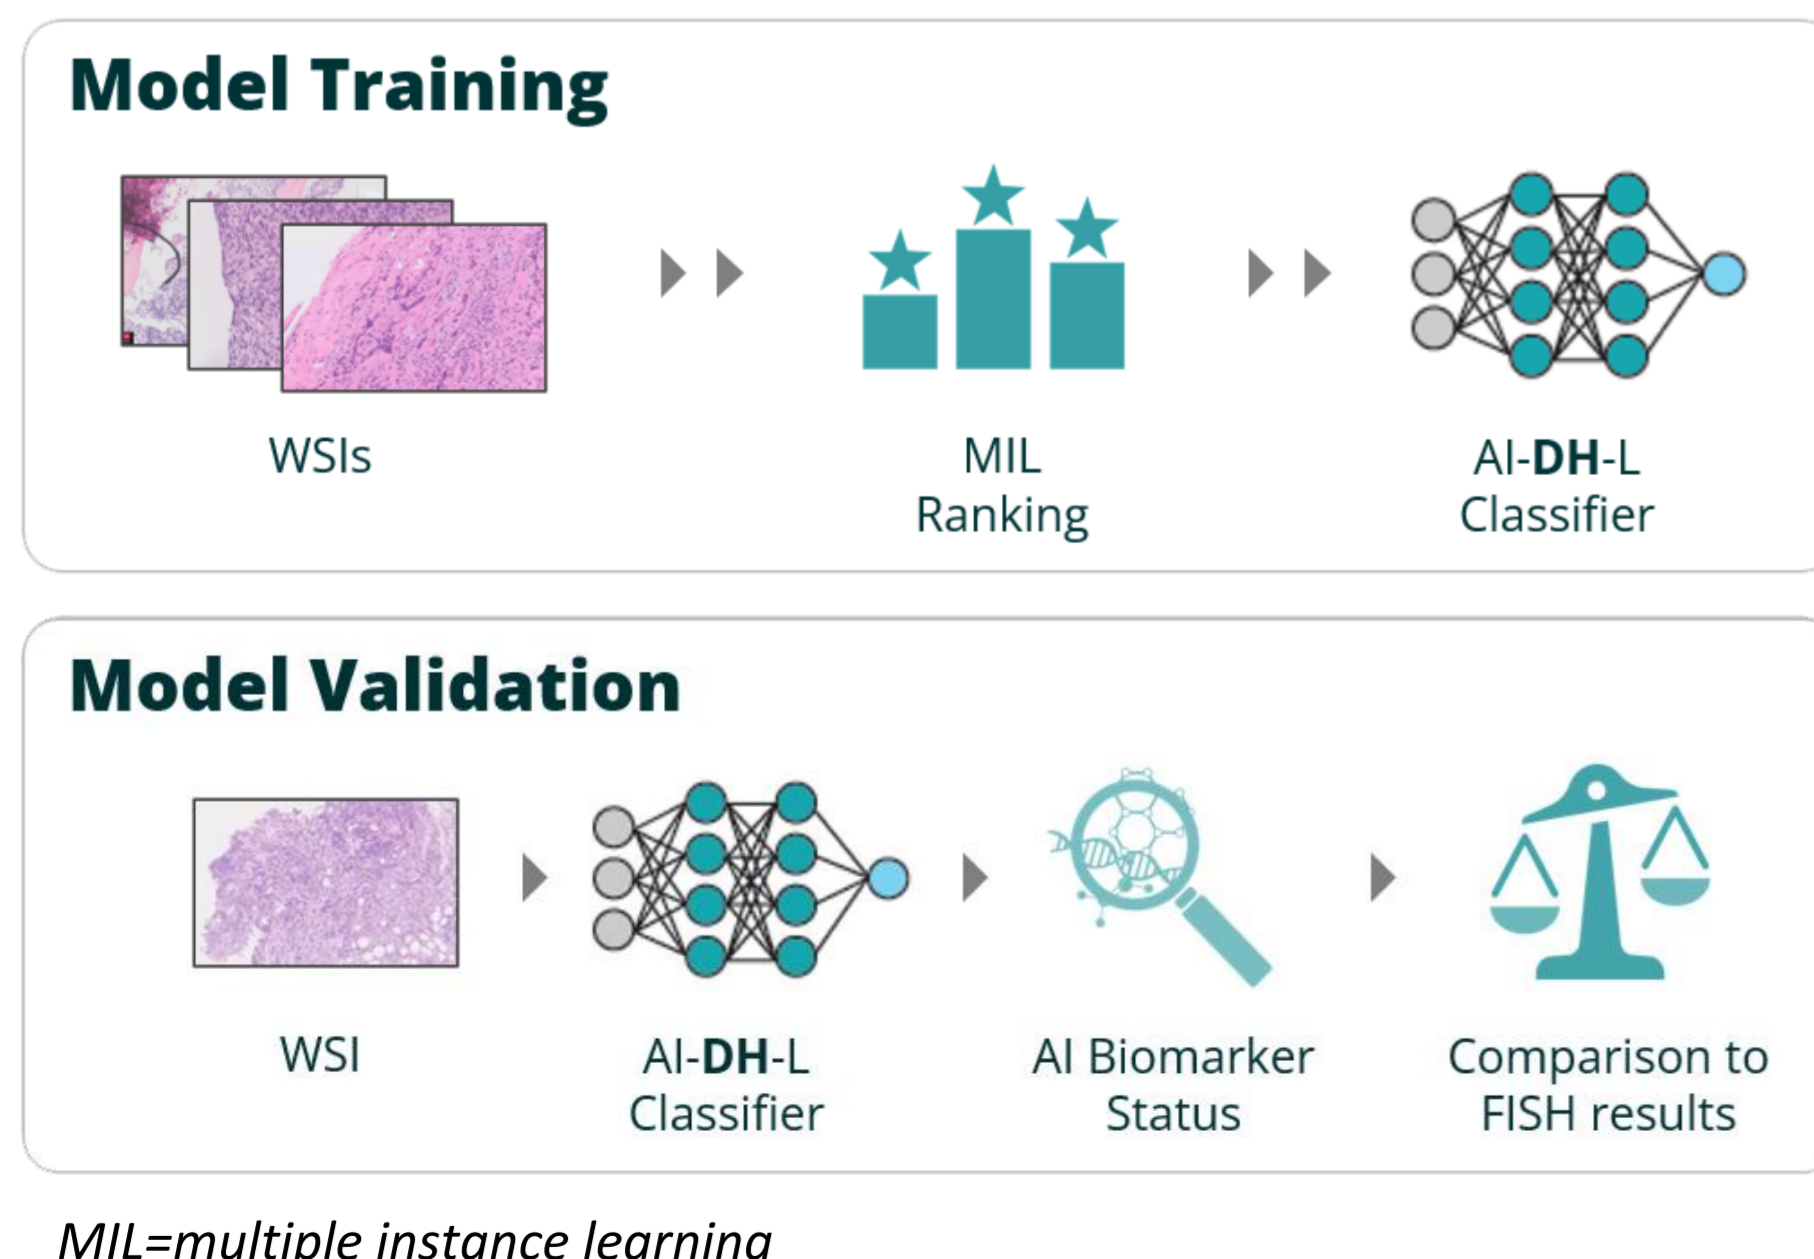 Model Training
WSIs
MIL
Ranking
AI-DH-L
Classifier
Model Validation
WSI
AI-DH-L
Classifier
AI Biomarker
Status
Comparison to
FISH results
MIL=multiple instance learning